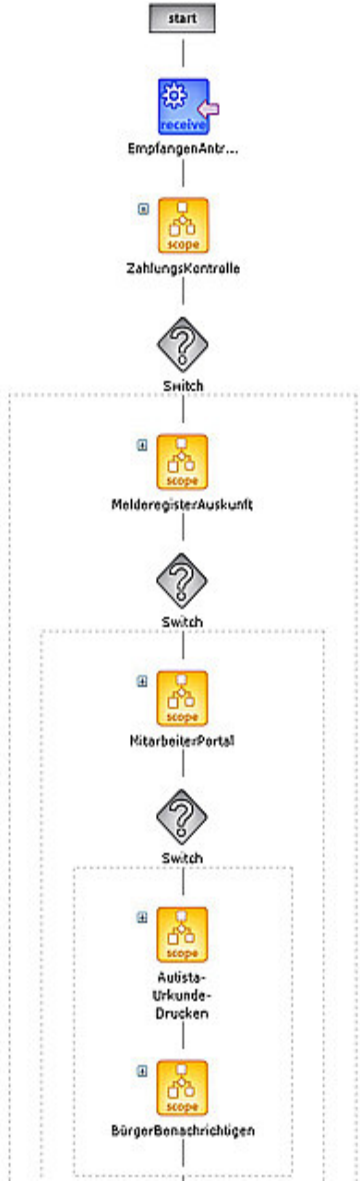 start
receive
EmpfangenAntr...
scope
ZahlungsKontrolle
Switch
scope
MelderegisterAuskunft
Switch
scope
MitarbeiterPortal
Switch
scope
Autista-
Urkunde-
Drucken
scope
BürgerBenachrichtigen